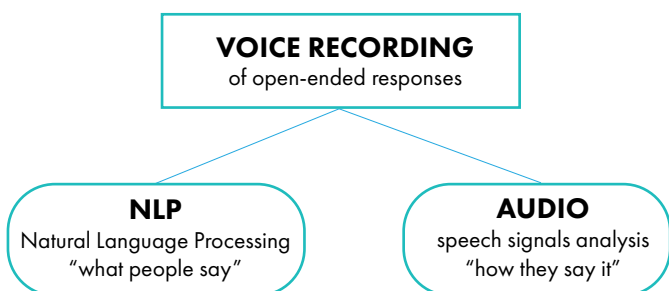 VOICE RECORDING
of open-ended responses
NLP
Natural Language Processing
“what people say”
AUDIO
speech signals analysis
“how they say it”